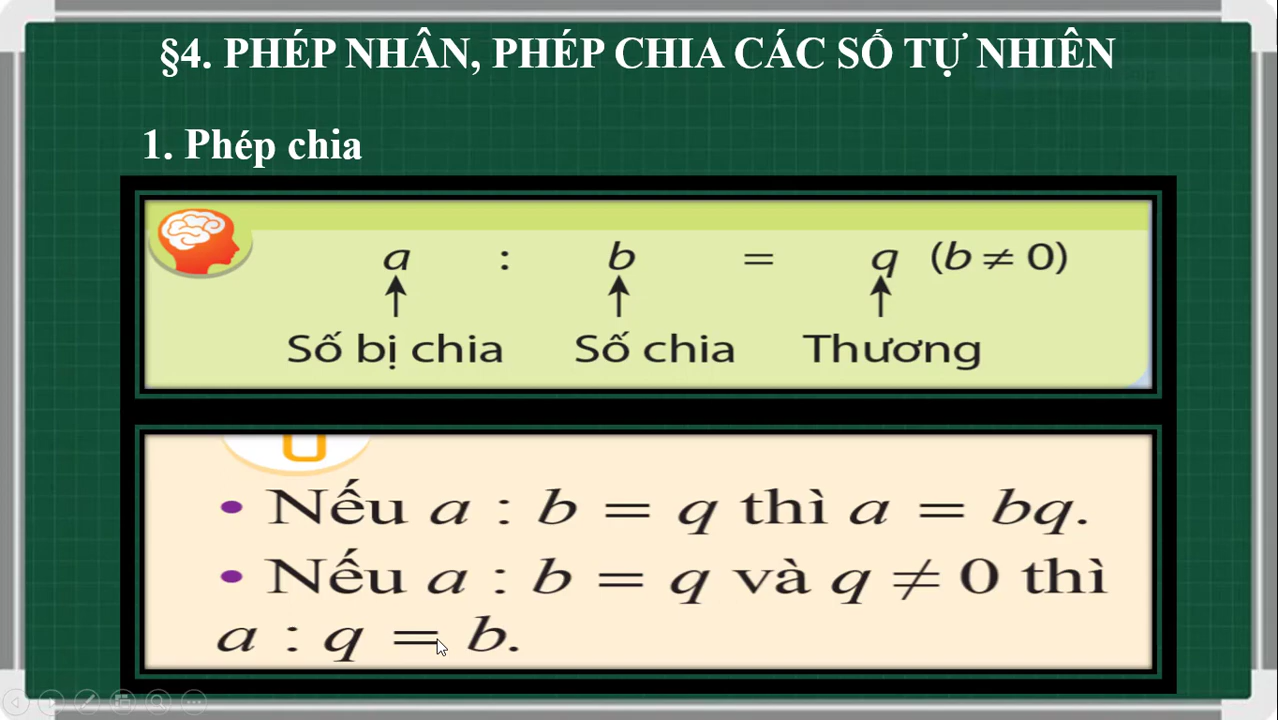 §4. PHÉP NHÂN, PHÉP CHIA CÁC SỐ TỰ NHIÊN
1. Phép chia
a : b = q (b ≠ 0)
Số bị chia Số chia Thương
• Nếu a : b = q thì a = bq.
• Nếu a : b = q và q ≠ 0 thì
a : q = b.